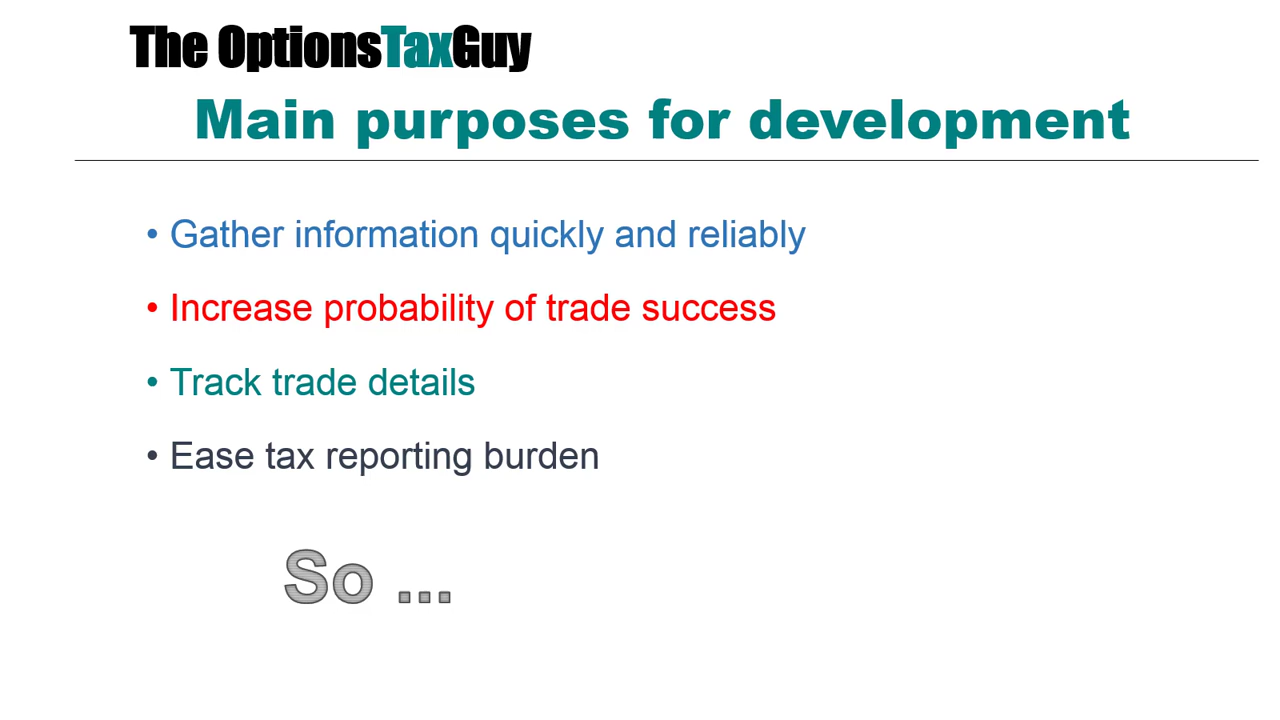 The OptionsTaxGuy
Main purposes for development
• Gather information quickly and reliably
• Increase probability of trade success
• Track trade details
• Ease tax reporting burden
So ...